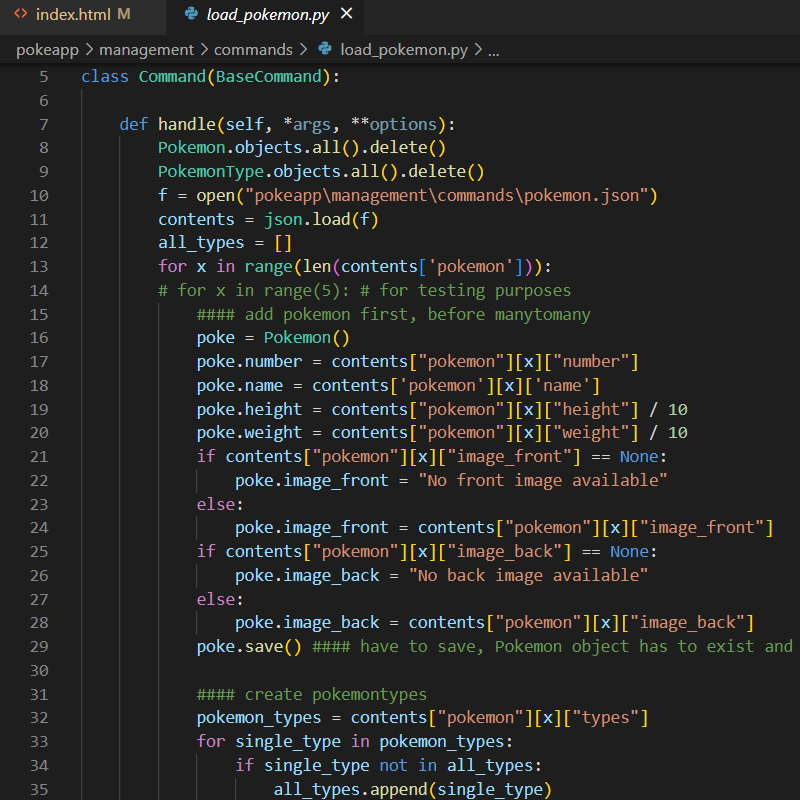 index.html M load_pokemon.py ×
pokeapp > management > commands > load_pokemon.py > ...
5 class Command(BaseCommand):
6
7 def handle(self, *args, **options):
8 Pokemon.objects.all().delete()
9 PokemonType.objects.all().delete()
10 f = open("pokeapp\management\commands\pokemon.json")
11 contents = json.load(f)
12 all_types = []
13 for x in range(len(contents['pokemon'])):
14 # for x in range(5): # for testing purposes
15 #### add pokemon first, before manytomany
16 poke = Pokemon()
17 poke.number = contents["pokemon"][x]["number"]
18 poke.name = contents['pokemon'][x]['name']
19 poke.height = contents["pokemon"][x]["height"] / 10
20 poke.weight = contents["pokemon"][x]["weight"] / 10
21 if contents["pokemon"][x]["image_front"] == None:
22 poke.image_front = "No front image available"
23 else:
24 poke.image_front = contents["pokemon"][x]["image_front"]
25 if contents["pokemon"][x]["image_back"] == None:
26 poke.image_back = "No back image available"
27 else:
28 poke.image_back = contents["pokemon"][x]["image_back"]
29 poke.save() #### have to save, Pokemon object has to exist and
30
31 #### create pokemontypes
32 pokemon_types = contents["pokemon"][x]["types"]
33 for single_type in pokemon_types:
34 if single_type not in all_types:
35 all_types.append(single_type)